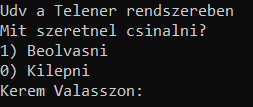 Udv a Telener rendszereben
Mit szeretnel csinalni?
1) Beolvasni
0) Kilepni
Kerem Valasszon: